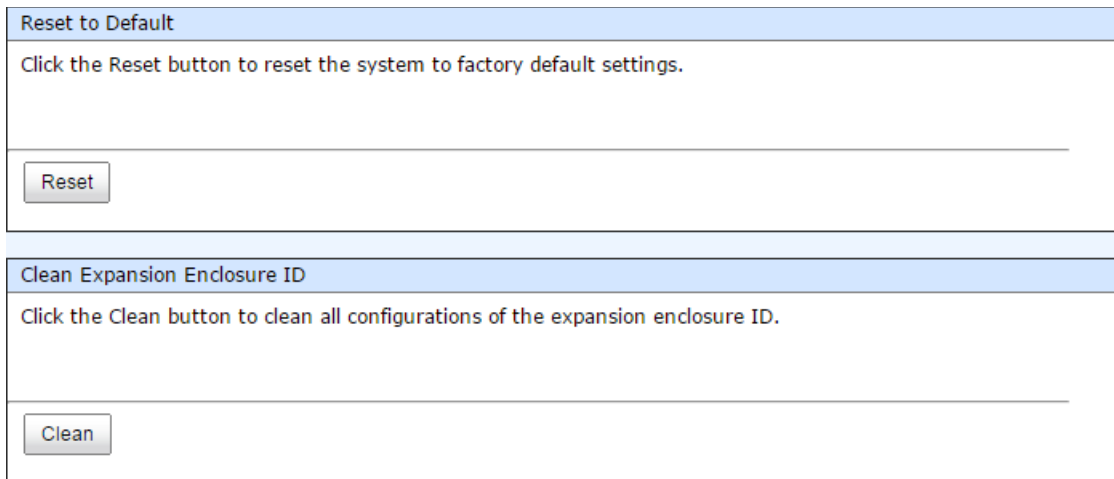 Reset to Default
Click the Reset button to reset the system to factory default settings.
Reset
Clean Expansion Enclosure ID
Click the Clean button to clean all configurations of the expansion enclosure ID.
Clean